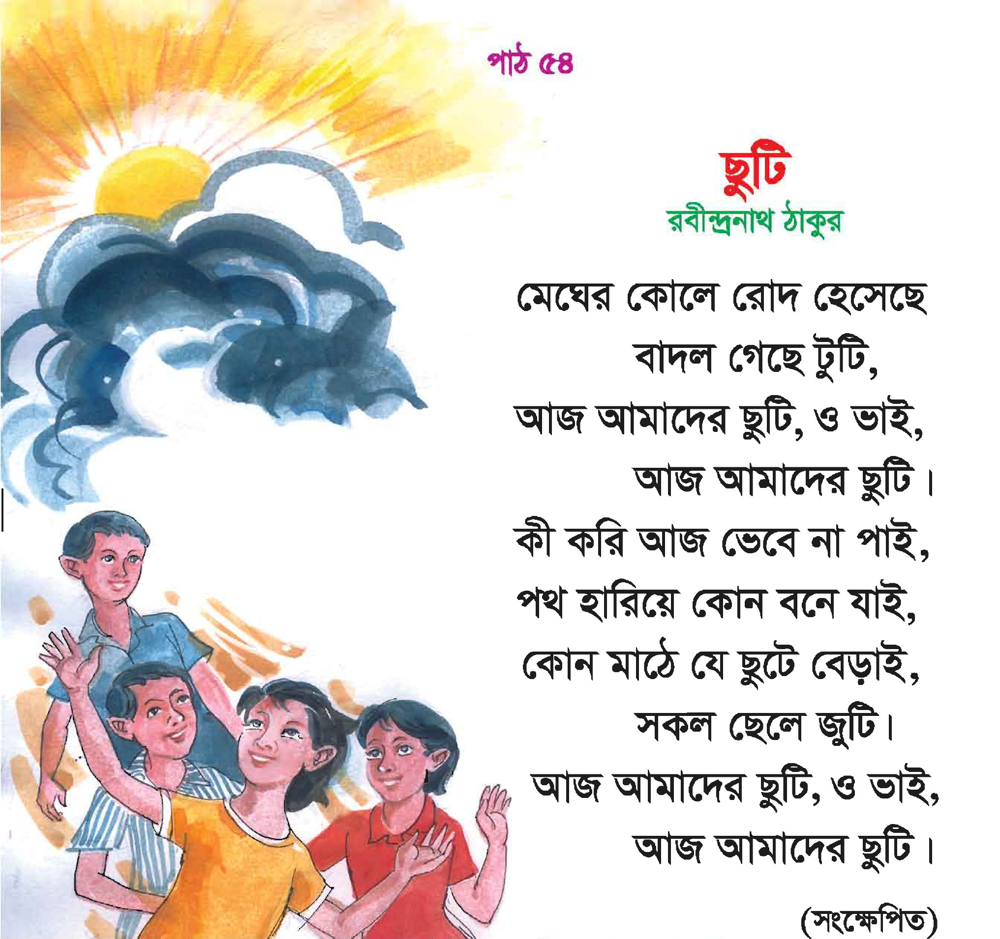 পাঠ ৫৪
ছুটি
রবীন্দ্রনাথ ঠাকুর
মেঘের কোলে রোদ হেসেছে
বাদল গেছে টুটি,
আজ আমাদের ছুটি, ও ভাই,
আজ আমাদের ছুটি ।
কী করি আজ ভেবে না পাই,
পথ হারিয়ে কোন বনে যাই,
কোন মাঠে যে ছুটে বেড়াই,
সকল ছেলে জুটি।
আজ আমাদের ছুটি, ও ভাই,
আজ আমাদের ছুটি ।
(সংক্ষেপিত)